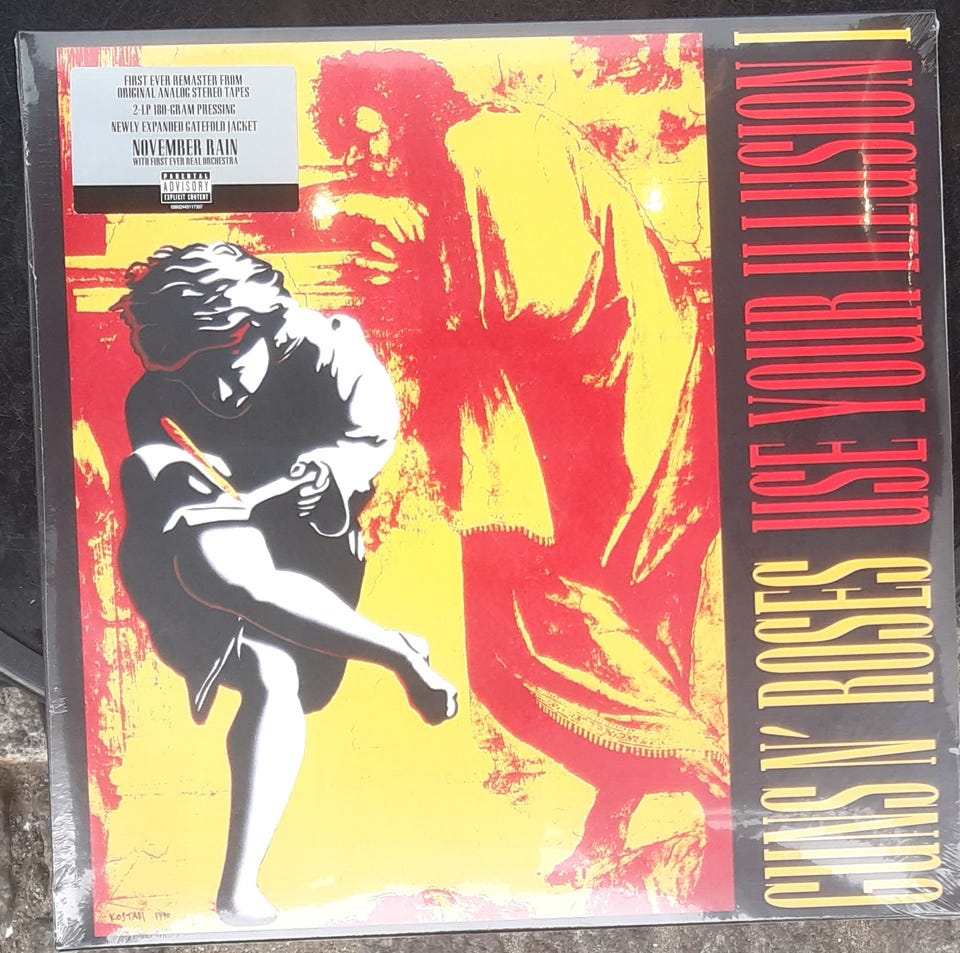 FIRST EVER REMASTER FROM
ORIGINAL ANALOG STEREO TAPES
2-LP 180-GRAM PRESSING
NEWLY EXPANDED GATEFOLD JACKET
NOVEMBER RAIN
WITH FIRST EVER REAL ORCHESTRA
PARENTAL
ADVISORY
EXPLICIT CONTENT
GUNS N' ROSES USE YOUR ILLUSION I
KOSTABI 1990